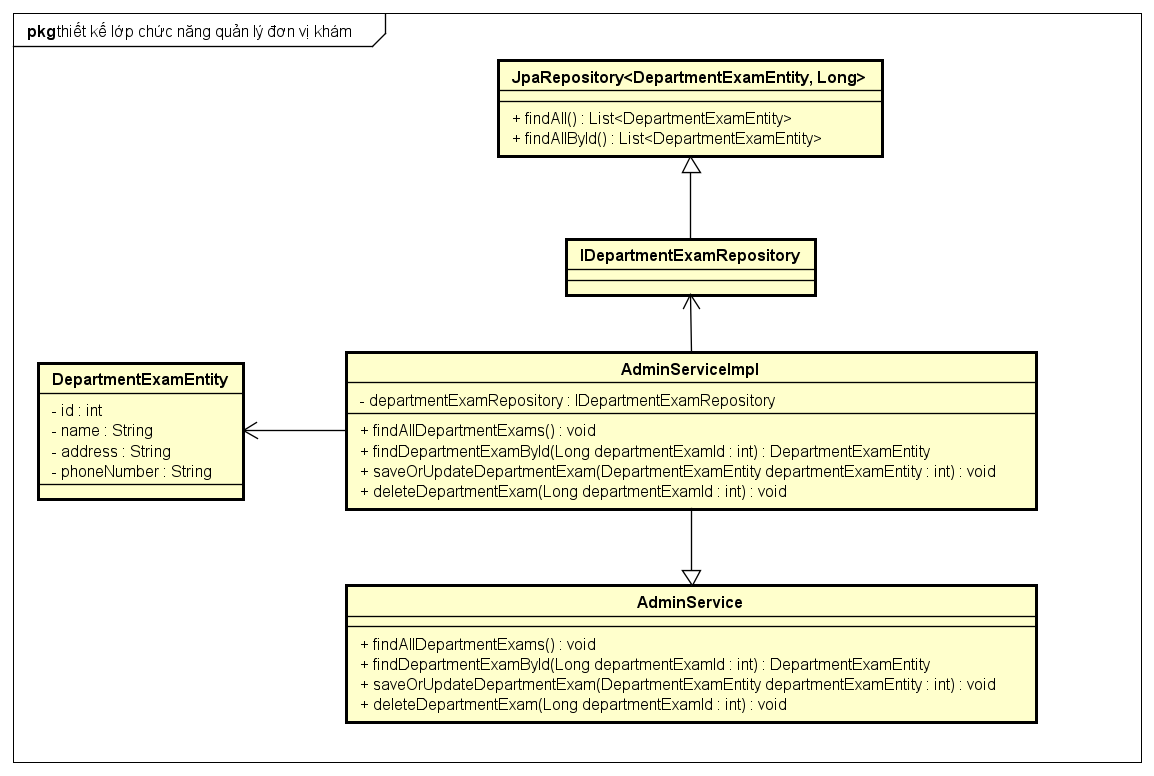 pkg thiết kế lớp chức năng quản lý đơn vị khám
JpaRepository<DepartmentExamEntity, Long>
+ findAll() : List<DepartmentExamEntity>
+ findAllById() : List<DepartmentExamEntity>
IDepartmentExamRepository
DepartmentExamEntity
- id : int
- name : String
- address : String
- phoneNumber : String
AdminServiceImpl
- departmentExamRepository : IDepartmentExamRepository
+ findAllDepartmentExams() : void
+ findDepartmentExamById(Long departmentExamId : int) : DepartmentExamEntity
+ saveOrUpdateDepartmentExam(DepartmentExamEntity departmentExamEntity : int) : void
+ deleteDepartmentExam(Long departmentExamId : int) : void
AdminService
+ findAllDepartmentExams() : void
+ findDepartmentExamById(Long departmentExamId : int) : DepartmentExamEntity
+ saveOrUpdateDepartmentExam(DepartmentExamEntity departmentExamEntity : int) : void
+ deleteDepartmentExam(Long departmentExamId : int) : void